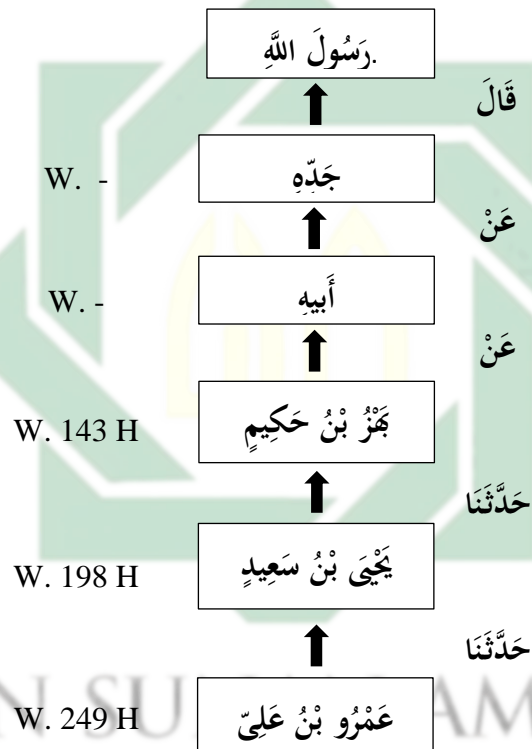 .رَسُولَ اللَّهِ
قَالَ
جَدِّهِ
W. -
عَنْ
أَبِيهِ
W. -
عَنْ
بَهْزُ بْنُ حَكِيمٍ
W. 143 H
حَدَّثَنَا
يَحْيَى بْنُ سَعِيدٍ
W. 198 H
حَدَّثَنَا
عَمْرُو بْنُ عَلِيّ
W. 249 H